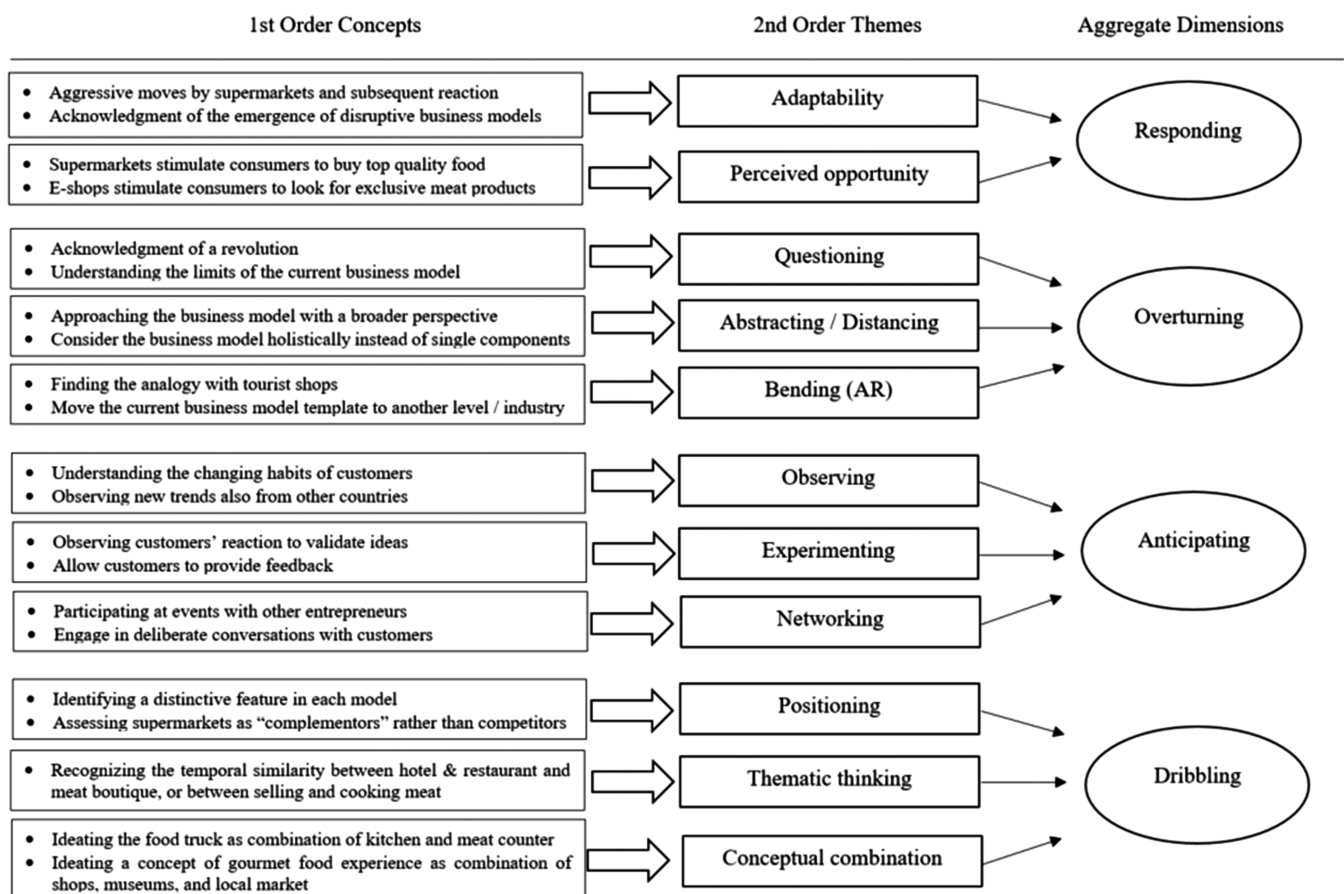 1st Order Concepts
2nd Order Themes
Aggregate Dimensions
• Aggressive moves by supermarkets and subsequent reaction
• Acknowledgment of the emergence of disruptive business models
Adaptability
• Supermarkets stimulate consumers to buy top quality food
• E-shops stimulate consumers to look for exclusive meat products
Perceived opportunity
Responding
• Acknowledgment of a revolution
• Understanding the limits of the current business model
Questioning
• Approaching the business model with a broader perspective
• Consider the business model holistically instead of single components
Abstracting / Distancing
• Finding the analogy with tourist shops
• Move the current business model template to another level / industry
Bending (AR)
Overturning
• Understanding the changing habits of customers
• Observing new trends also from other countries
Observing
• Observing customers’ reaction to validate ideas
• Allow customers to provide feedback
Experimenting
• Participating at events with other entrepreneurs
• Engage in deliberate conversations with customers
Networking
Anticipating
• Identifying a distinctive feature in each model
• Assessing supermarkets as “complementors” rather than competitors
Positioning
• Recognizing the temporal similarity between hotel & restaurant and
meat boutique, or between selling and cooking meat
Thematic thinking
• Ideating the food truck as combination of kitchen and meat counter
• Ideating a concept of gourmet food experience as combination of
shops, museums, and local market
Conceptual combination
Dribbling